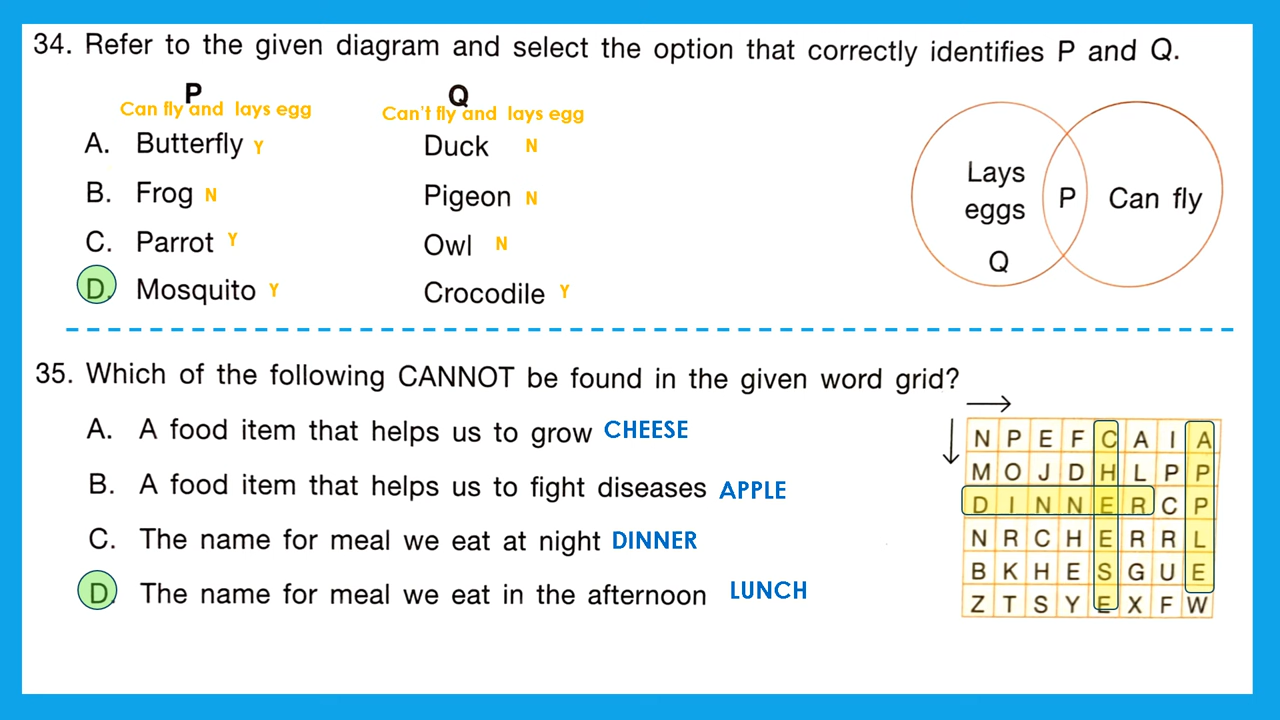 34. Refer to the given diagram and select the option that correctly identifies P and Q.
P Q
Can fly and lays egg Can't fly and lays egg
A. Butterfly Y Duck N
B. Frog N Pigeon N
C. Parrot Y Owl N
D. Mosquito Y Crocodile Y
Lays eggs
Q
P
Can fly
35. Which of the following CANNOT be found in the given word grid?
A. A food item that helps us to grow CHEESE
B. A food item that helps us to fight diseases APPLE
C. The name for meal we eat at night DINNER
D. The name for meal we eat in the afternoon LUNCH
N P E F C A I A
M O J D H L P P
D I N N E R C P
N R C H E R R L
B K H E S G U E
Z T S Y E X F W